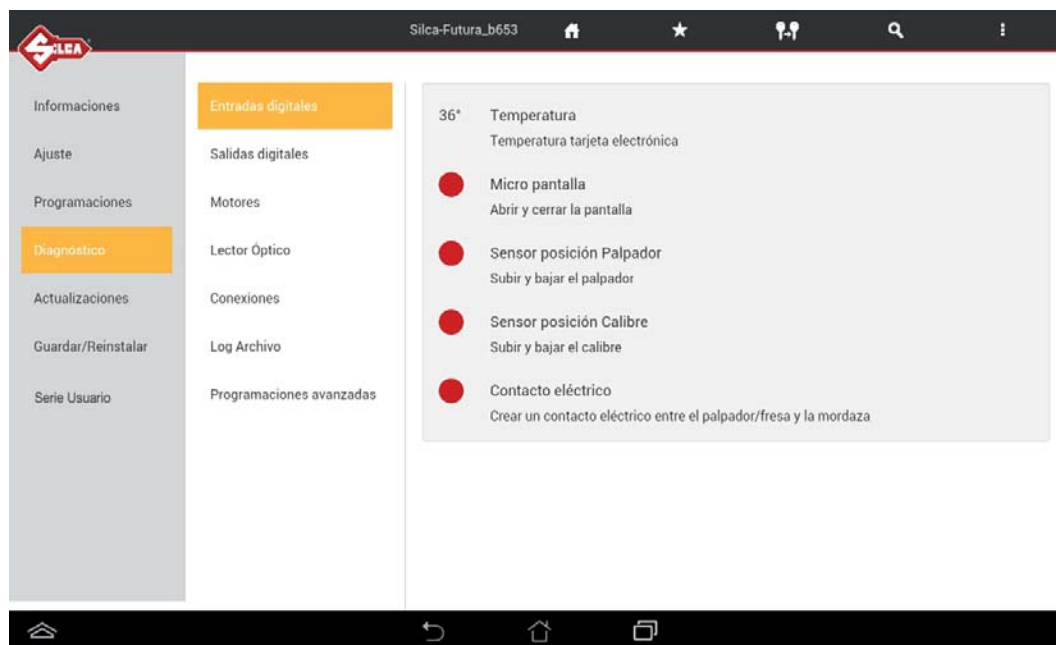 Silca-Futura_b653
SILCA
Informaciones
Ajuste
Programaciones
Diagnóstico
Actualizaciones
Guardar/Reinstalar
Serie Usuario
Entradas digitales
Salidas digitales
Motores
Lector Óptico
Conexiones
Log Archivo
Programaciones avanzadas
36° Temperatura
Temperatura tarjeta electrónica
Micro pantalla
Abrir y cerrar la pantalla
Sensor posición Palpador
Subir y bajar el palpador
Sensor posición Calibre
Subir y bajar el calibre
Contacto eléctrico
Crear un contacto eléctrico entre el palpador/fresa y la mordaza